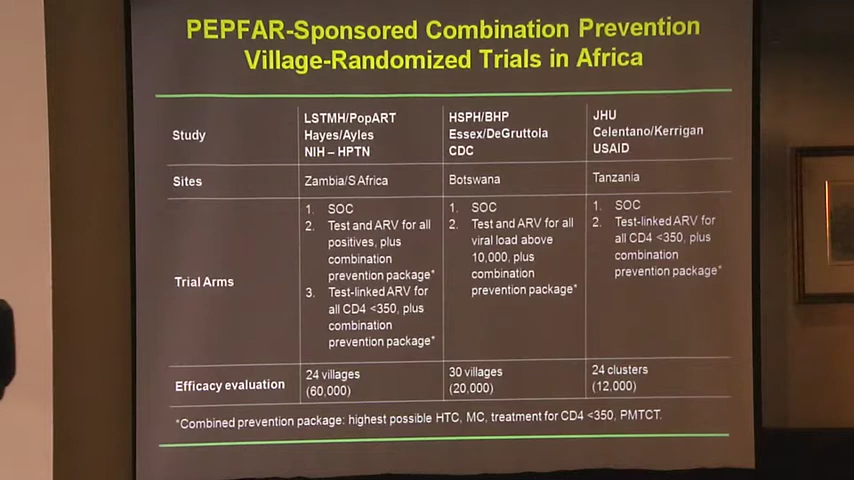 PEPFAR-Sponsored Combination Prevention
Village-Randomized Trials in Africa
Study
LSTMH/PopART
Hayes/Ayles
NIH – HPTN
HSPH/BHP
Essex/DeGruttola
CDC
JHU
Celentano/Kerrigan
USAID
Sites
Zambia/S Africa
Botswana
Tanzania
Trial Arms
1. SOC
2. Test and ARV for all
positives, plus
combination
prevention package*
3. Test-linked ARV for
all CD4 <350, plus
combination
prevention package*
1. SOC
2. Test and ARV for all
viral load above
10,000, plus
combination
prevention package*
1. SOC
2. Test-linked ARV for
all CD4 <350, plus
combination
prevention package*
Efficacy evaluation
24 villages
(60,000)
30 villages
(20,000)
24 clusters
(12,000)
*Combined prevention package: highest possible HTC, MC, treatment for CD4 <350, PMTCT.